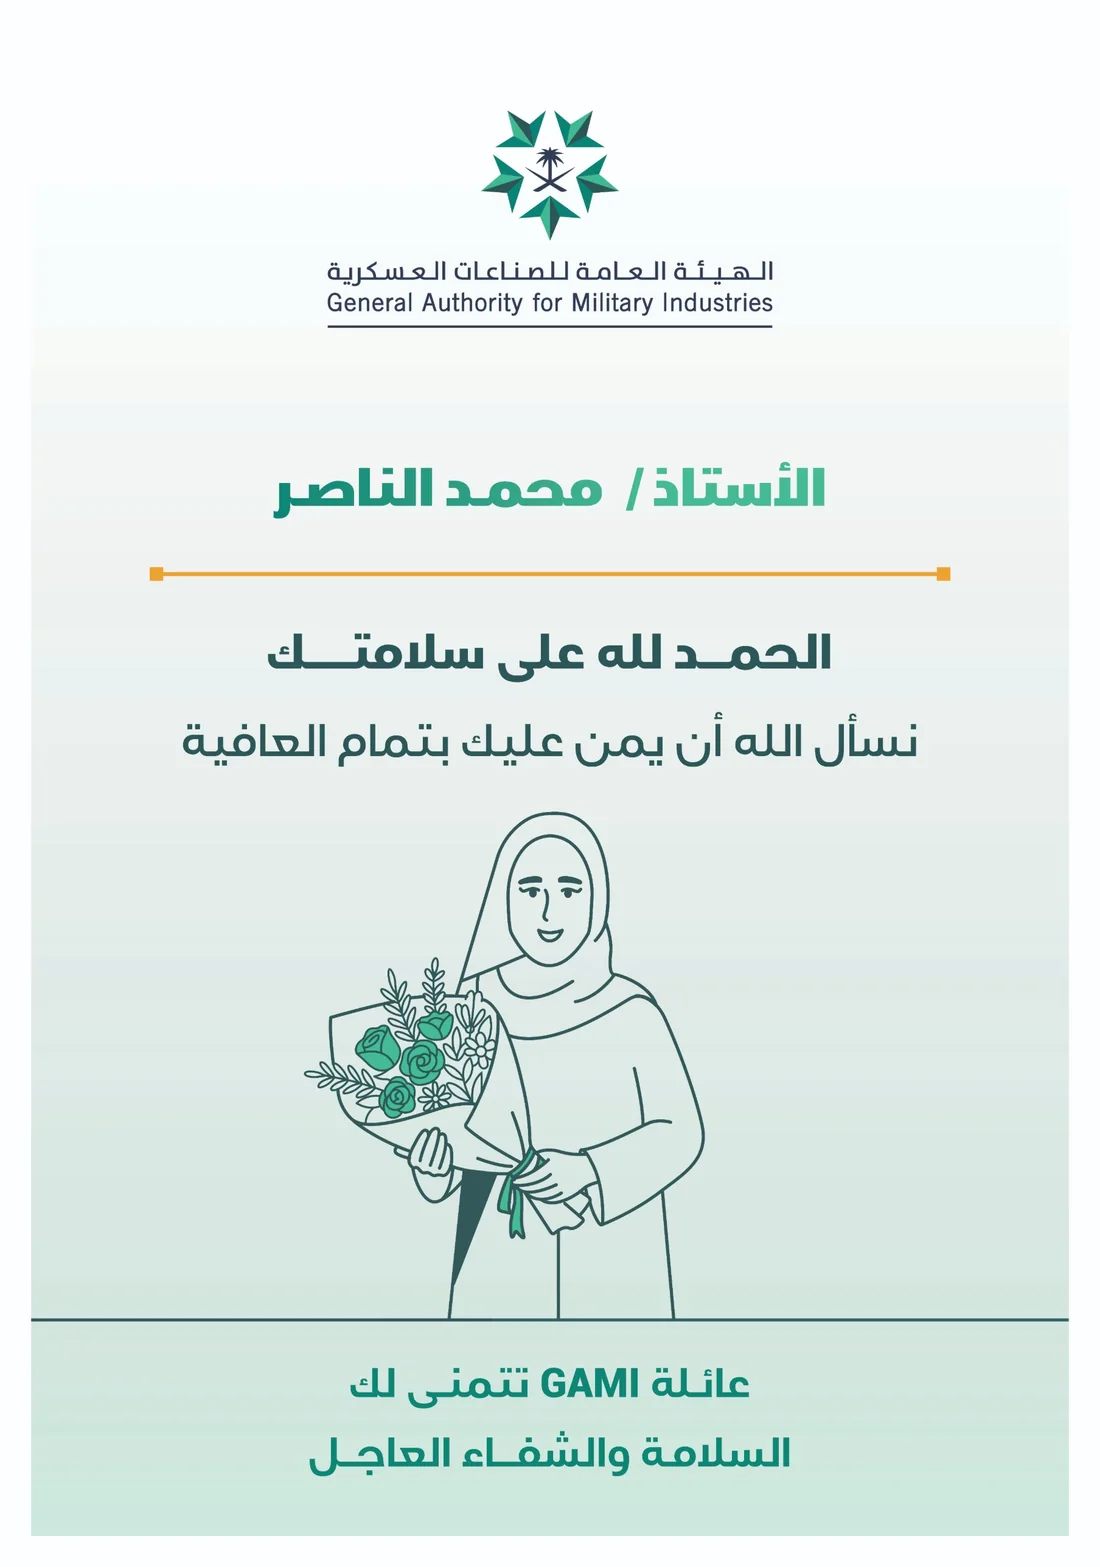 الهيئة العامة للصناعات العسكرية
General Authority for Military Industries
الأستاذ/ محمد الناصر
الحمد لله على سلامتك
نسأل الله أن يمن عليك بتمام العافية
عائلة GAMI تتمنى لك
السلامة والشفاء العاجل